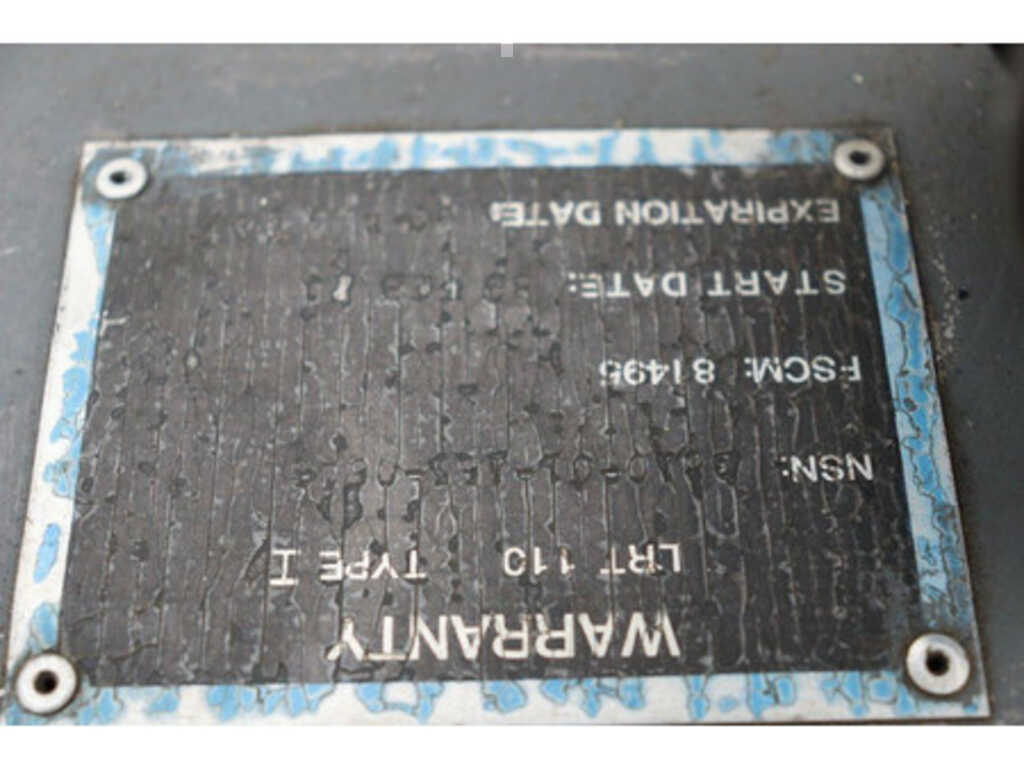 WARRANTY
LRT 110 TYPE I
NSN:
FSCM: 81495
START DATE:
EXPIRATION DATE: